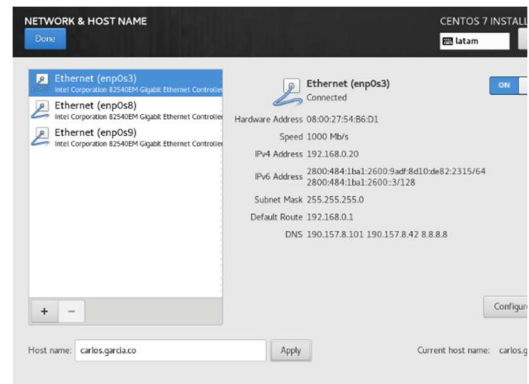 NETWORK & HOST NAME
CENTOS 7 INSTALL
Done
latam
Ethernet (enp0s3)
Intel Corporation 82540EM Gigabit Ethernet Controller
Ethernet (enp0s8)
Intel Corporation 82540EM Gigabit Ethernet Controller
Ethernet (enp0s9)
Intel Corporation 82540EM Gigabit Ethernet Controller
+ −
Ethernet (enp0s3)
Connected
ON
Hardware Address 08:00:27:54:B6:D1
Speed 1000 Mb/s
IPv4 Address 192.168.0.20
IPv6 Address 2800:484:1ba1:2600:9adf:8d10:de82:2315/64
2800:484:1ba1:2600::3/128
Subnet Mask 255.255.255.0
Default Route 192.168.0.1
DNS 190.157.8.101 190.157.8.42 8.8.8.8
Configur
Host name: carlos.garcia.co
Apply
Current host name: carlos.g